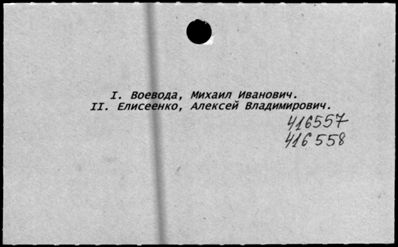 I. Воевода, Михаил Иванович.
II. Елисеенко, Алексей Владимирович.
416557
416558